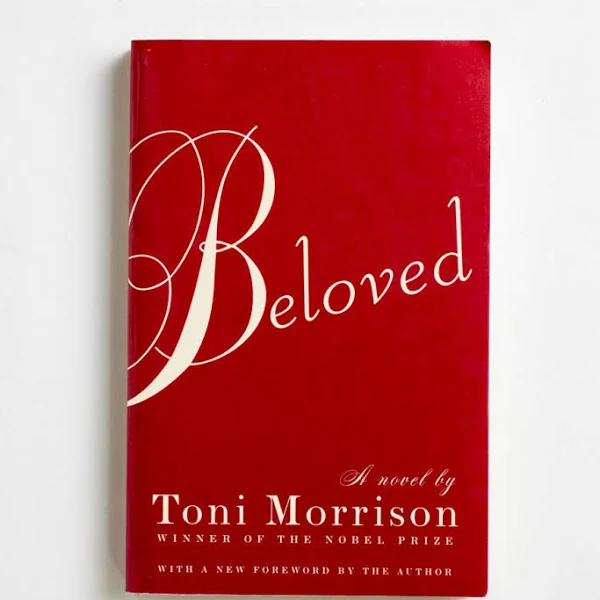 Beloved
A novel by
Toni Morrison
WINNER OF THE NOBEL PRIZE
WITH A NEW FOREWORD BY THE AUTHOR